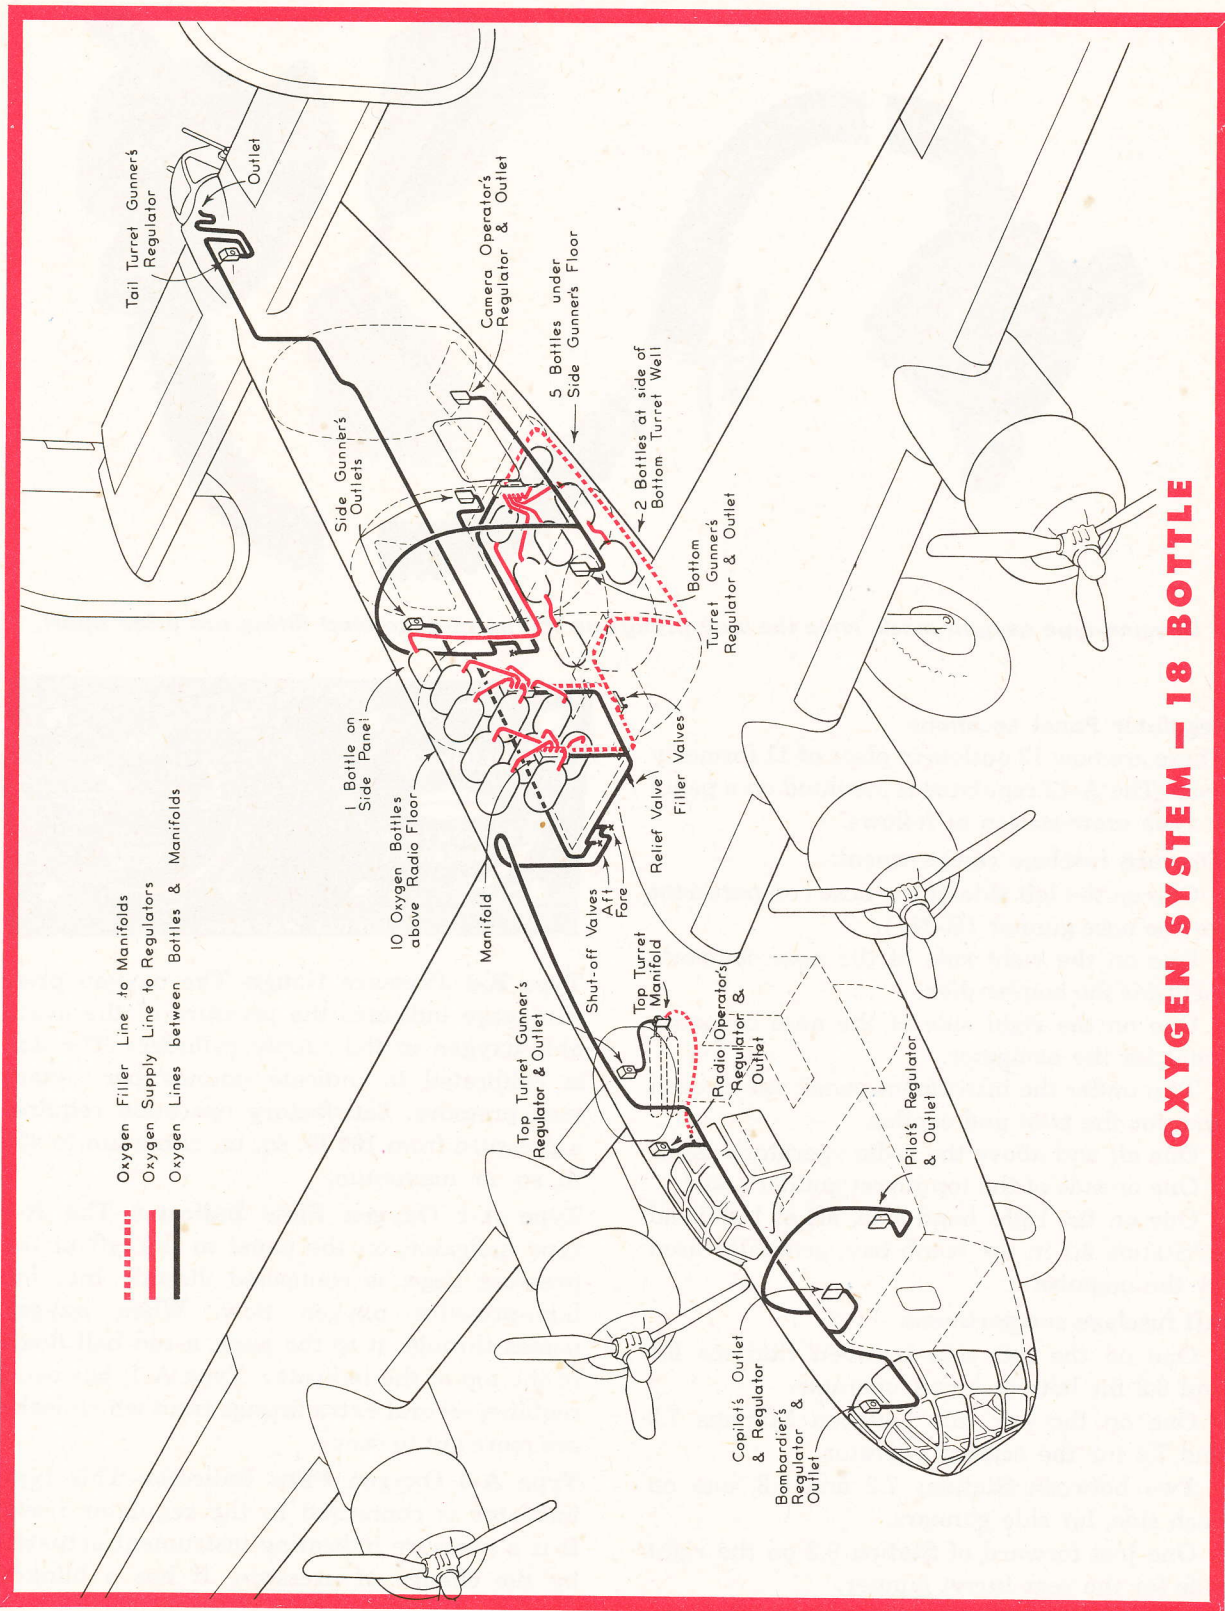 OXYGEN SYSTEM — 18 BOTTLE
Oxygen Filler Line to Manifolds
Oxygen Supply Line to Regulators
Oxygen Lines between Bottles & Manifolds
Tail Turret Gunner's
Regulator
Outlet
Camera Operator's
Regulator & Outlet
5 Bottles under
Side Gunner's Floor
2 Bottles at side of
Bottom Turret Well
Side Gunner's
Outlets
Bottom
Turret Gunner's
Regulator & Outlet
1 Bottle on
Side Panel
10 Oxygen Bottles
above Radio Floor
Manifold
Filler Valves
Relief Valve
Shut-off Valves
Aft
Fore
Top Turret
Manifold
Top Turret Gunner's
Regulator & Outlet
Radio Operator's
Regulator &
Outlet
Pilot's Regulator
& Outlet
Copilot's Outlet
& Regulator
Bombardier's
Regulator &
Outlet